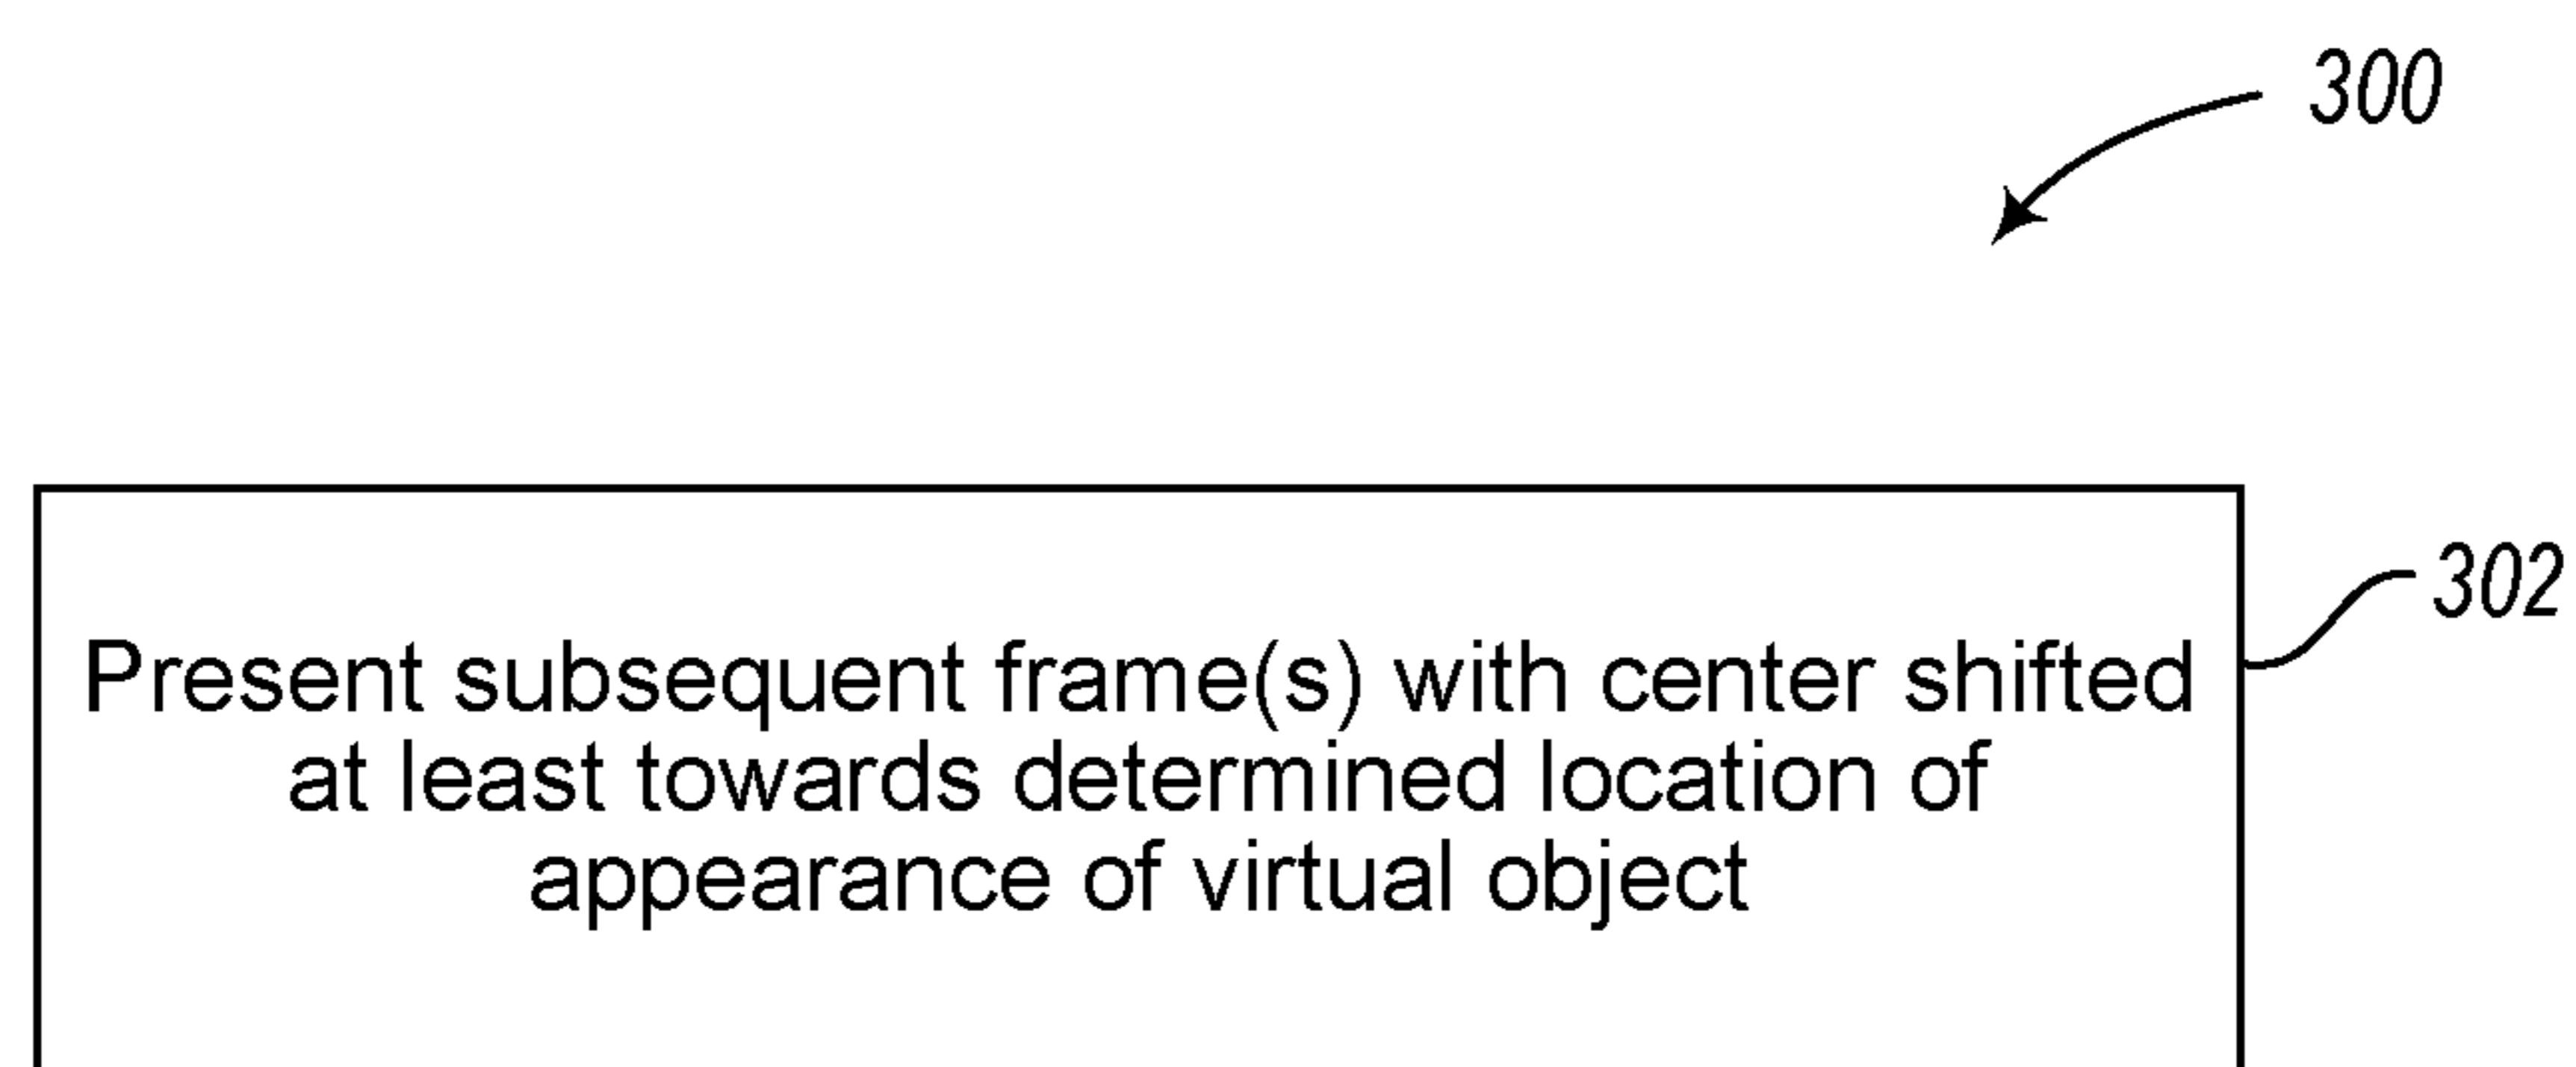 300
302
Present subsequent frame(s) with center shifted
at least towards determined location of
appearance of virtual object